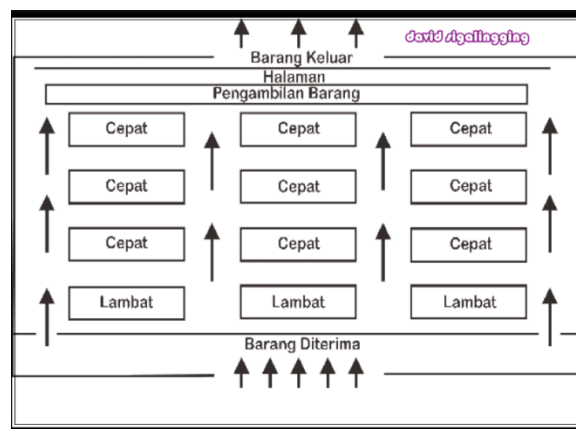 david sigalingging
Barang Keluar
Halaman
Pengambilan Barang
Cepat Cepat Cepat
Cepat Cepat Cepat
Cepat Cepat Cepat
Lambat Lambat Lambat
Barang Diterima